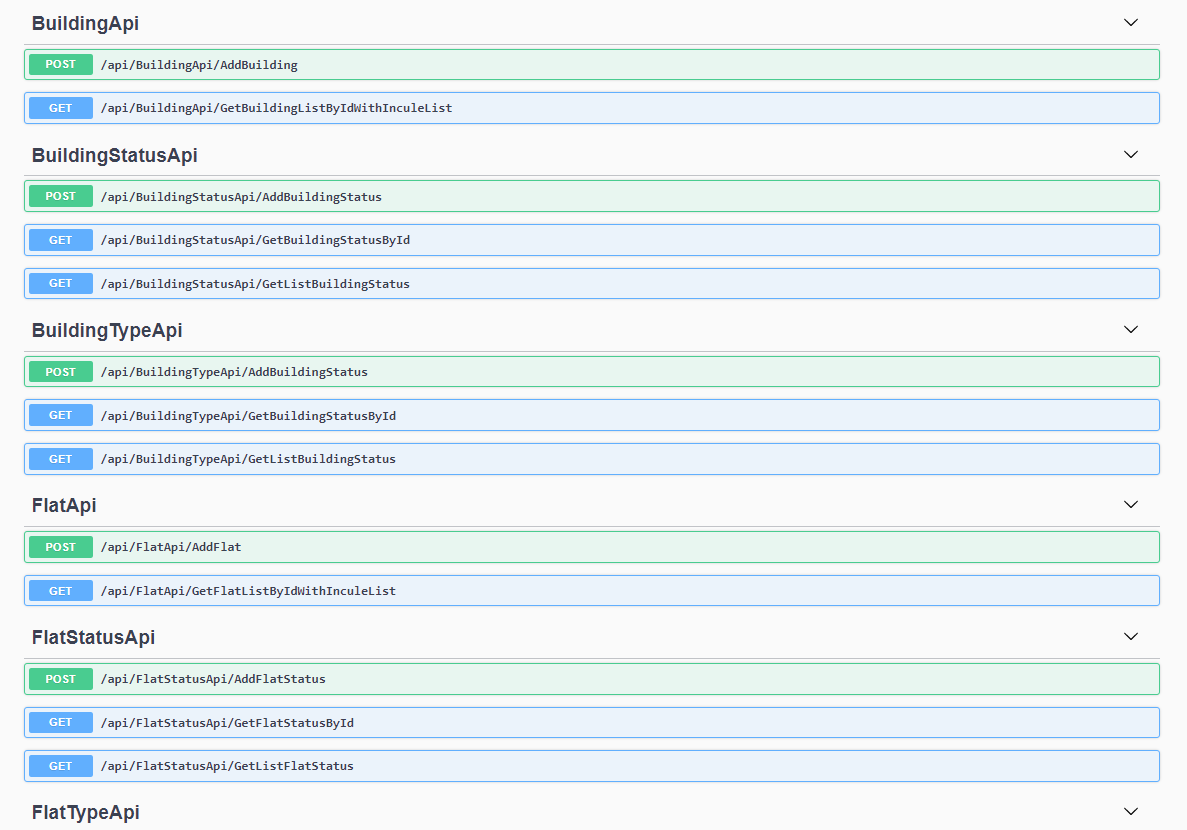 BuildingApi
POST /api/BuildingApi/AddBuilding
GET /api/BuildingApi/GetBuildingListByIdWithInculeList
BuildingStatusApi
POST /api/BuildingStatusApi/AddBuildingStatus
GET /api/BuildingStatusApi/GetBuildingStatusById
GET /api/BuildingStatusApi/GetListBuildingStatus
BuildingTypeApi
POST /api/BuildingTypeApi/AddBuildingStatus
GET /api/BuildingTypeApi/GetBuildingStatusById
GET /api/BuildingTypeApi/GetListBuildingStatus
FlatApi
POST /api/FlatApi/AddFlat
GET /api/FlatApi/GetFlatListByIdWithInculeList
FlatStatusApi
POST /api/FlatStatusApi/AddFlatStatus
GET /api/FlatStatusApi/GetFlatStatusById
GET /api/FlatStatusApi/GetListFlatStatus
FlatTypeApi